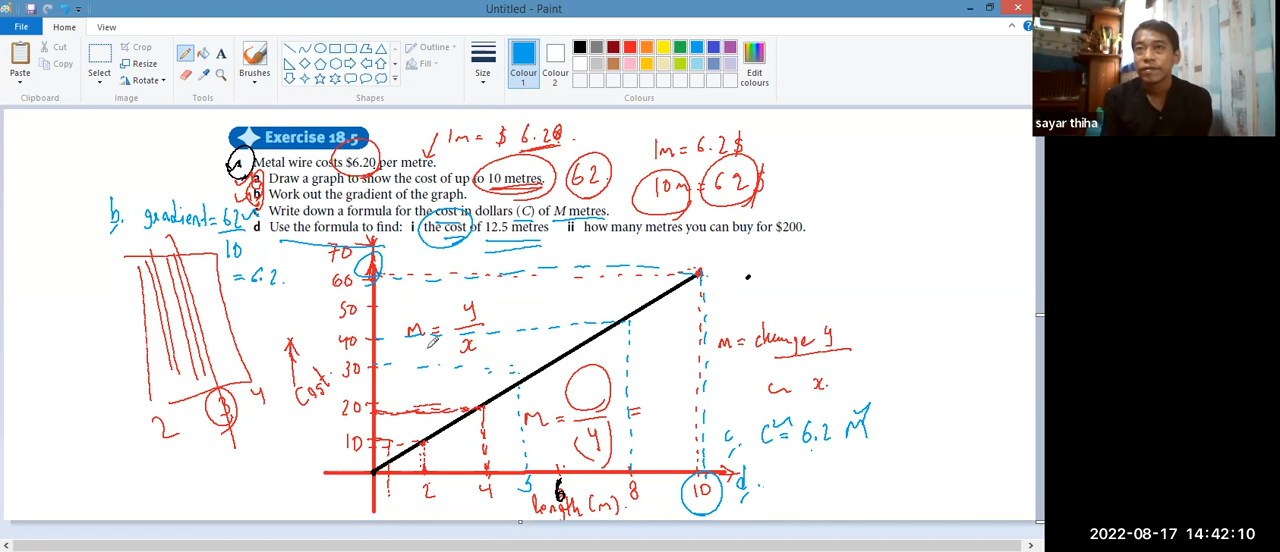 Untitled - Paint
File Home View
Paste
Cut
Copy
Clipboard
Select
Crop
Resize
Rotate
Image
Tools
Brushes
Shapes
Outline
Fill
Size
Colour 1
Colour 2
Edit colours
Colours
sayar thiha
Exercise 18.5
1m = $ 6.20.
1m = 6.2$
10m = 62$
62
Metal wire costs $6.20 per metre.
a Draw a graph to show the cost of up to 10 metres.
b Work out the gradient of the graph.
c Write down a formula for the cost in dollars (C) of M metres.
d Use the formula to find: i the cost of 12.5 metres ii how many metres you can buy for $200.
b. gradient = 62
10
= 6.2.
70
60
50
40
30
20
10
M = y
x
Cost.
2 3 4
M =
4
=
m = change y
x.
c. C = 6.2 M
d.
2 4 5 6 8 10
length (m).
2022-08-17 14:42:10